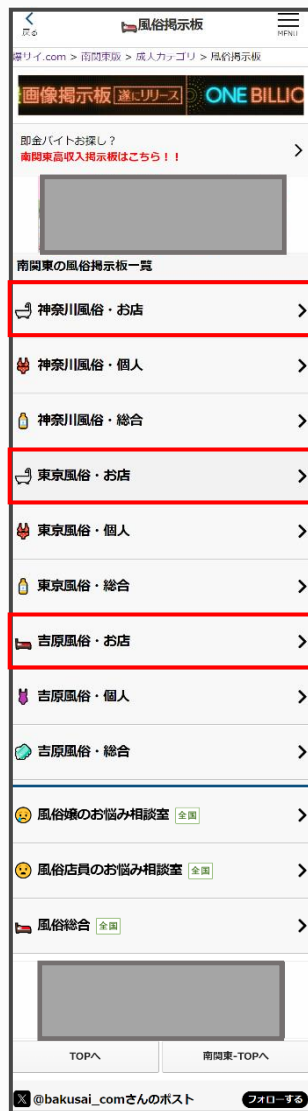 戻る
風俗掲示板
MENU
爆サイ.com > 南関東版 > 成人カテゴリ > 風俗掲示板
画像掲示板 遂にリリース ONE BILLIC
即金バイトお探し?
南関東高収入掲示板はこちら!!
南関東の風俗掲示板一覧
神奈川風俗・お店
神奈川風俗・個人
神奈川風俗・総合
東京風俗・お店
東京風俗・個人
東京風俗・総合
吉原風俗・お店
吉原風俗・個人
吉原風俗・総合
風俗嬢のお悩み相談室 全国
風俗店員のお悩み相談室 全国
風俗総合 全国
TOPへ
南関東-TOPへ
@bakusai_comさんのポスト
フォローする